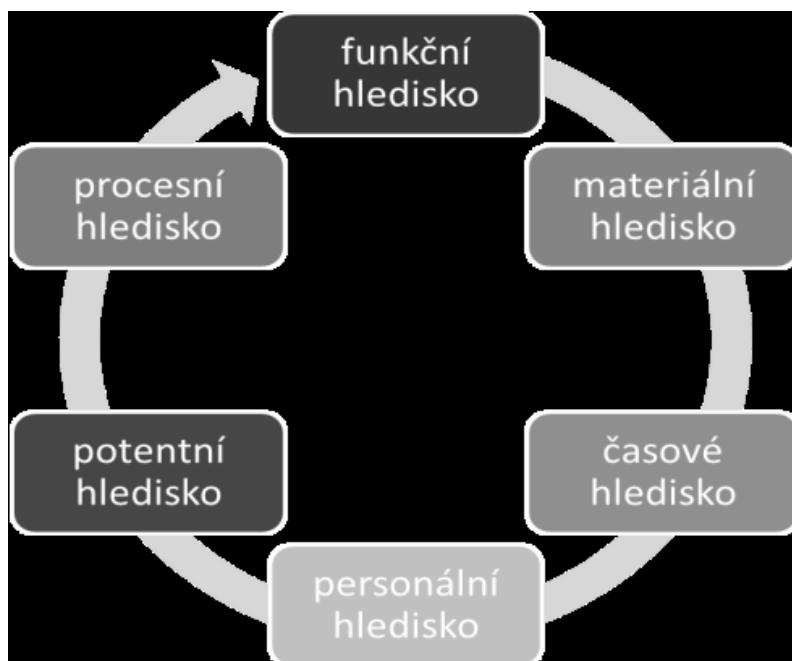 funkční
hledisko
materiální
hledisko
časové
hledisko
personální
hledisko
potentní
hledisko
procesní
hledisko